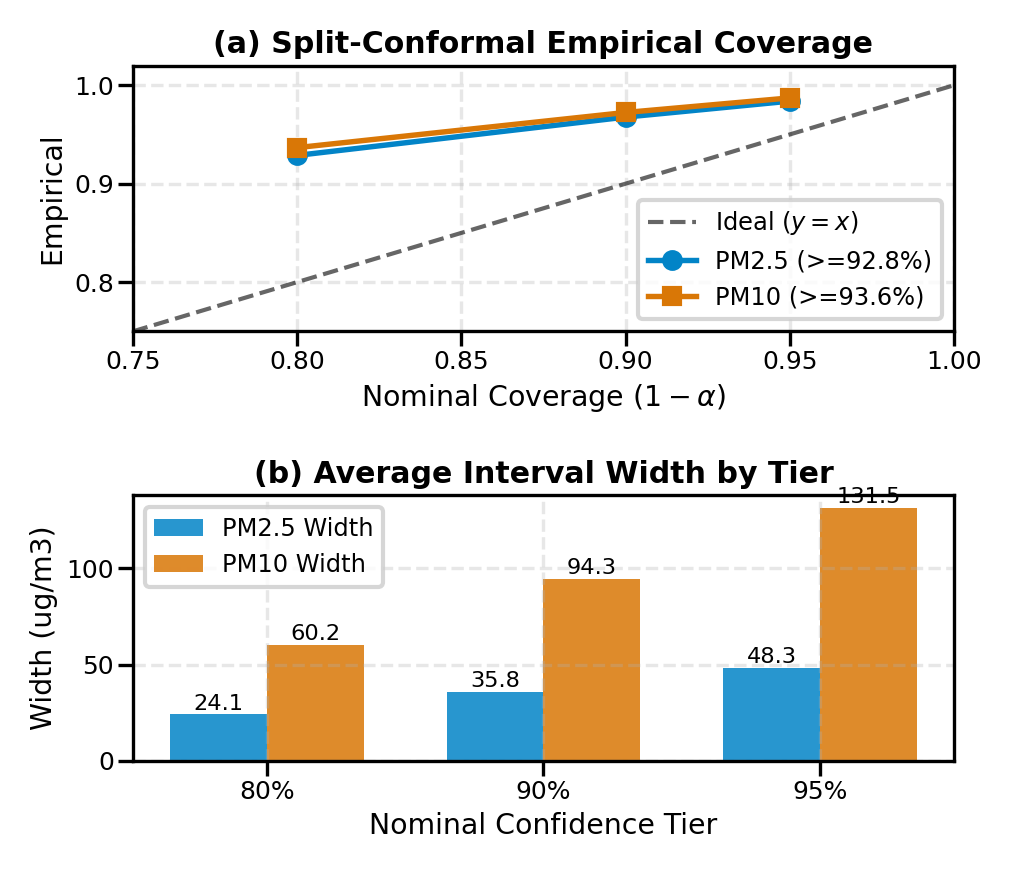 (a) Split-Conformal Empirical Coverage
1.0
0.9
0.8
Empirical
Ideal (y = x)
PM2.5 (>=92.8%)
PM10 (>=93.6%)
0.75 0.80 0.85 0.90 0.95 1.00
Nominal Coverage (1 − α)
(b) Average Interval Width by Tier
PM2.5 Width
PM10 Width
Width (ug/m3)
100
50
0
24.1
60.2
35.8
94.3
48.3
131.5
80% 90% 95%
Nominal Confidence Tier